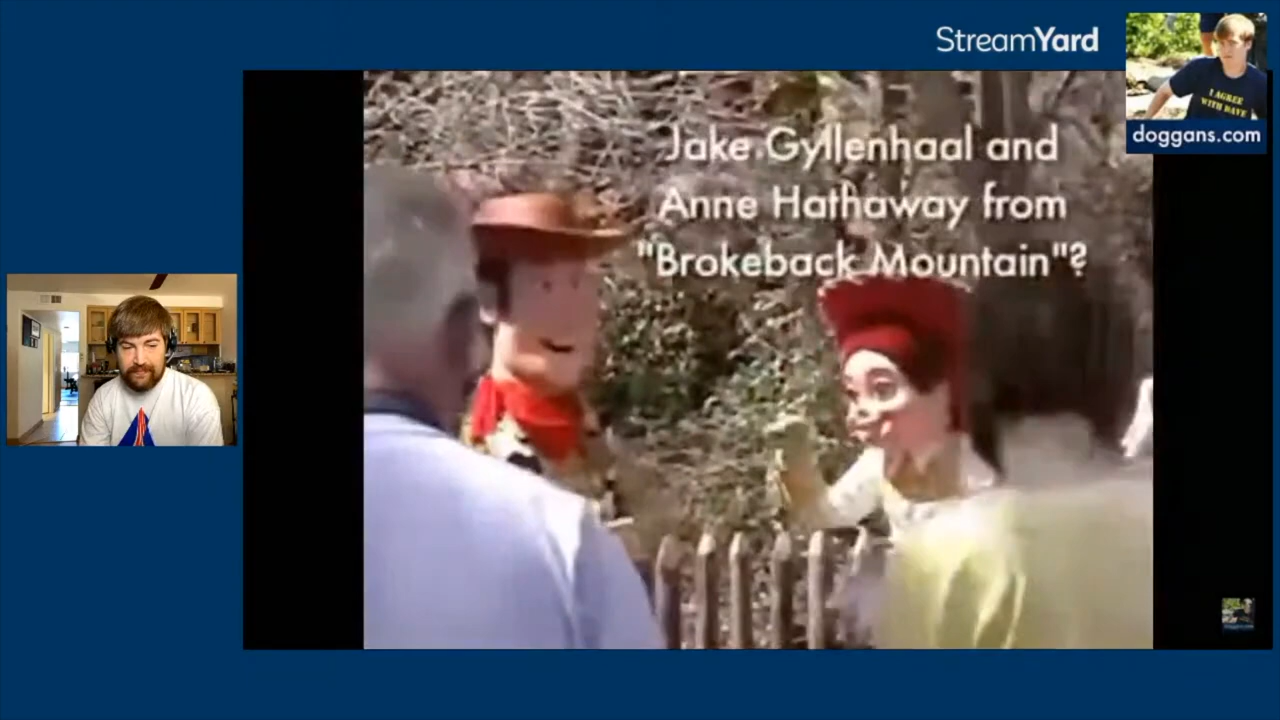 StreamYard
I AGREE
WITH DAVE
doggans.com
Jake Gyllenhaal and
Anne Hathaway from
"Brokeback Mountain"?